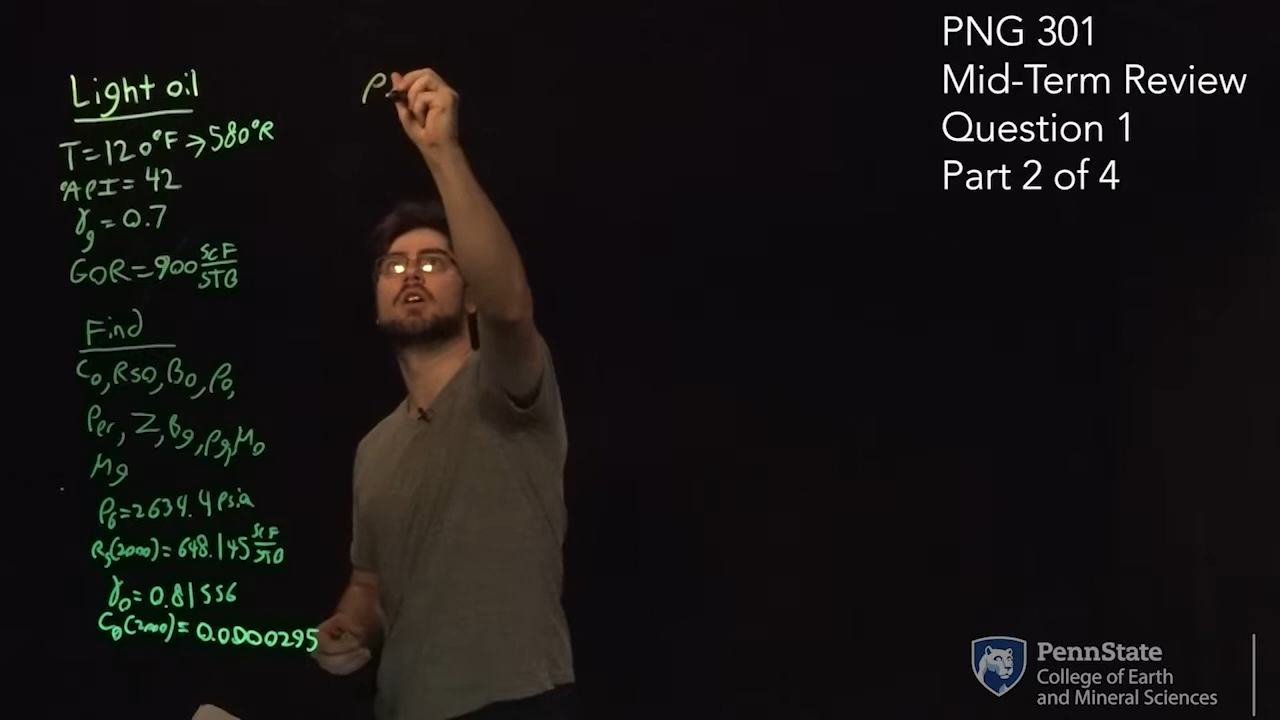 Light oil
T=120°F→580°R
°API=42
γg=0.7
GOR=900 SCF/STB
Find
Co, Rso, Bo, ρo,
Z, Bg, ρg, μo
μg
Pb=2634.4 Psia
Rs(2000)=648.145 SCF/STB
γo=0.81556
Co(2000)=0.0000295
ρ
PNG 301
Mid-Term Review
Question 1
Part 2 of 4
PennState
College of Earth
and Mineral Sciences